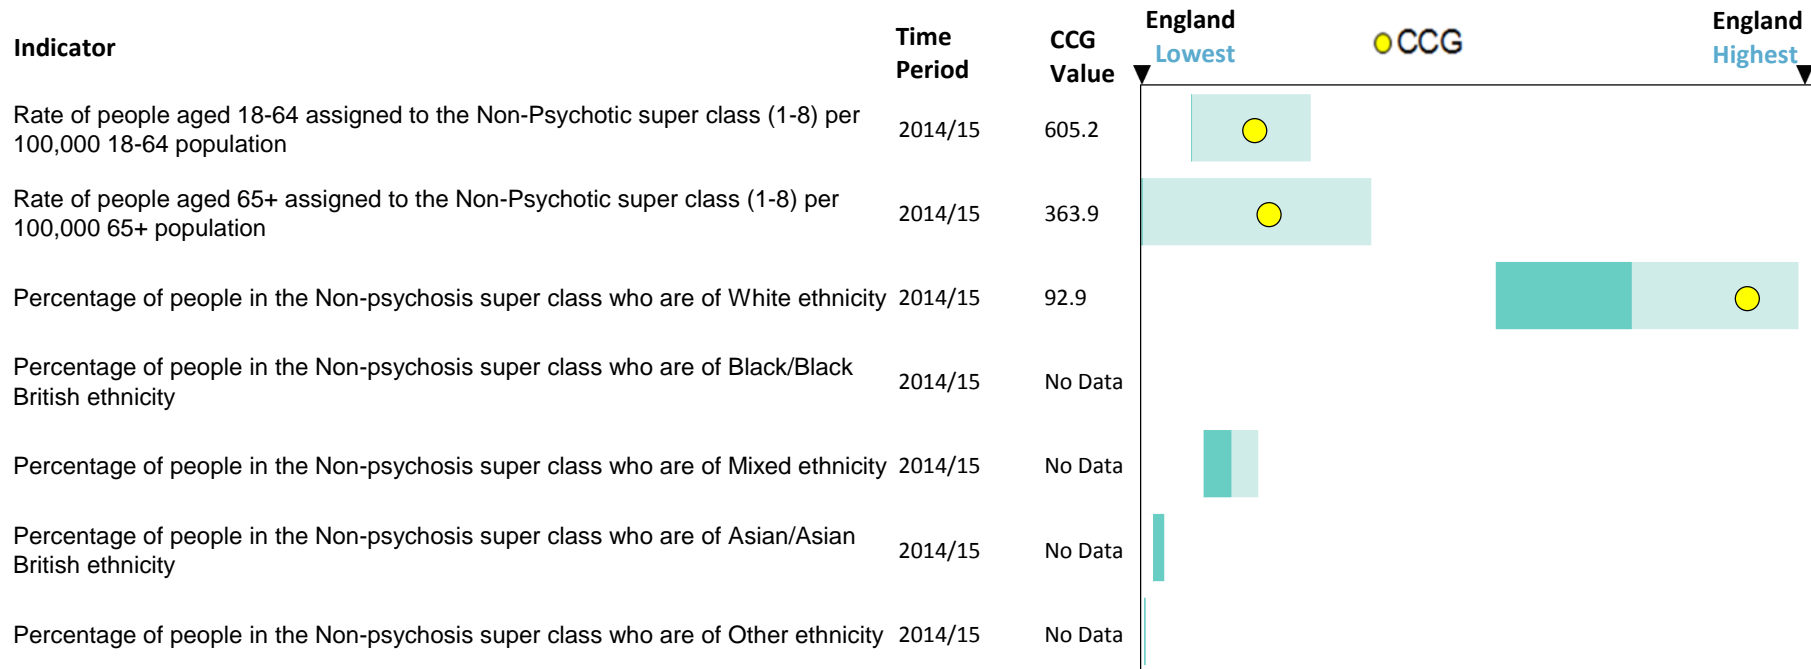 Indicator
Time
Period
CCG
Value
England
Lowest
CCG
England
Highest
Rate of people aged 18-64 assigned to the Non-Psychotic super class (1-8) per
100,000 18-64 population
2014/15
605.2
Rate of people aged 65+ assigned to the Non-Psychotic super class (1-8) per
100,000 65+ population
2014/15
363.9
Percentage of people in the Non-psychosis super class who are of White ethnicity
2014/15
92.9
Percentage of people in the Non-psychosis super class who are of Black/Black
British ethnicity
2014/15
No Data
Percentage of people in the Non-psychosis super class who are of Mixed ethnicity
2014/15
No Data
Percentage of people in the Non-psychosis super class who are of Asian/Asian
British ethnicity
2014/15
No Data
Percentage of people in the Non-psychosis super class who are of Other ethnicity
2014/15
No Data